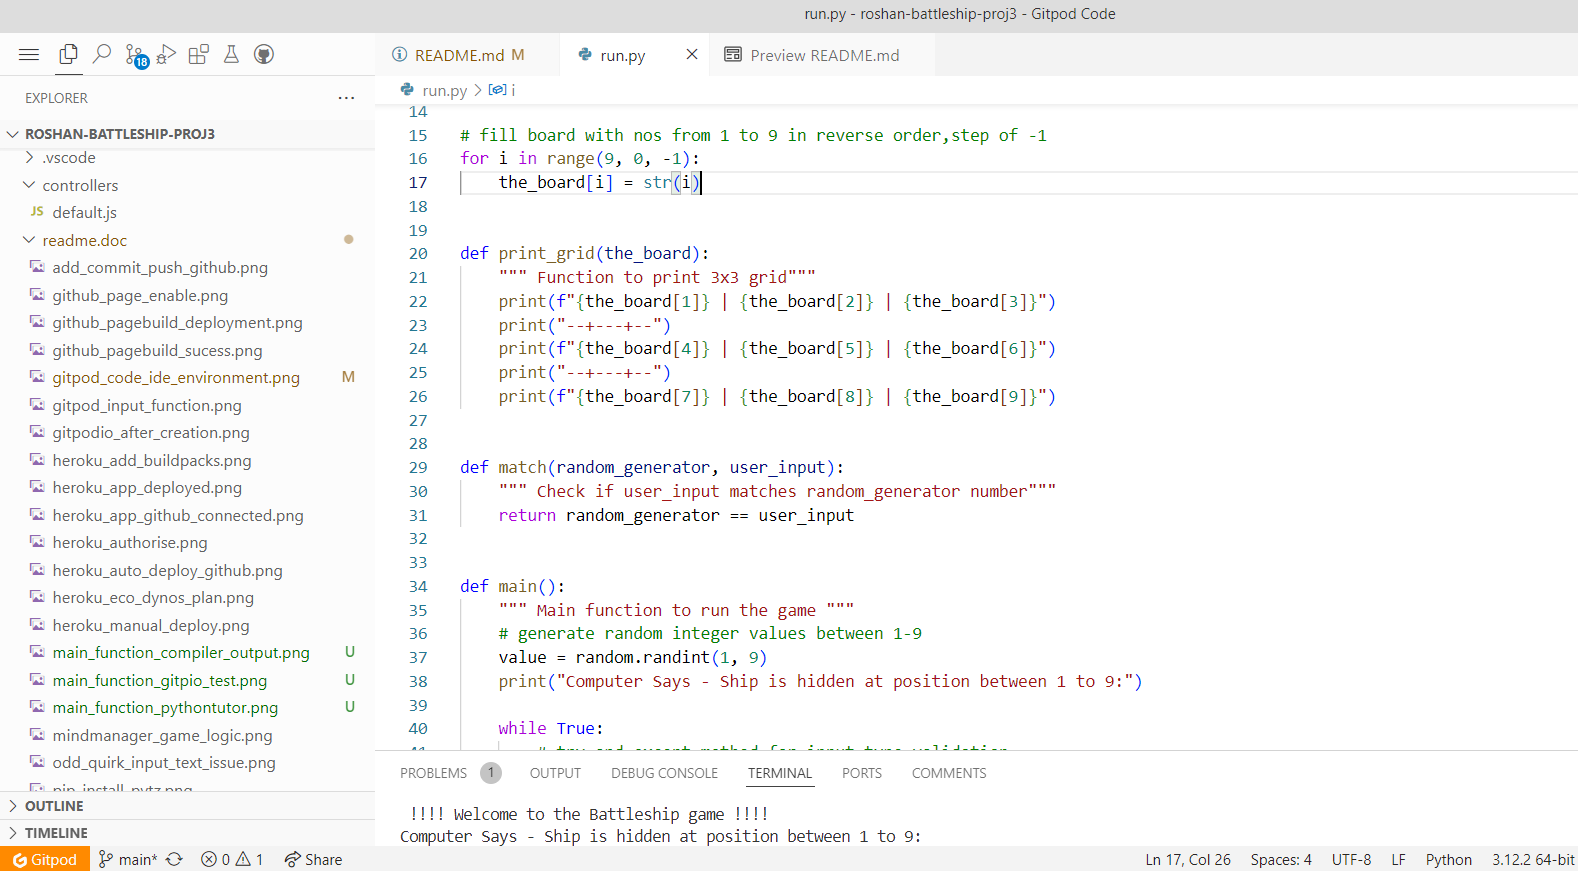 run.py - roshan-battleship-proj3 - Gitpod Code
18
README.md M
run.py
Preview README.md
EXPLORER
run.py > i
ROSHAN-BATTLESHIP-PROJ3
.vscode
controllers
JS default.js
readme.doc
add_commit_push_github.png
github_page_enable.png
github_pagebuild_deployment.png
github_pagebuild_sucess.png
gitpod_code_ide_environment.png M
gitpod_input_function.png
gitpodio_after_creation.png
heroku_add_buildpacks.png
heroku_app_deployed.png
heroku_app_github_connected.png
heroku_authorise.png
heroku_auto_deploy_github.png
heroku_eco_dynos_plan.png
heroku_manual_deploy.png
main_function_compiler_output.png U
main_function_gitpio_test.png U
main_function_pythontutor.png U
mindmanager_game_logic.png
odd_quirk_input_text_issue.png
pip_install_pytz.png
OUTLINE
TIMELINE
14
15 # fill board with nos from 1 to 9 in reverse order,step of -1
16 for i in range(9, 0, -1):
17 the_board[i] = str(i)
18
19
20 def print_grid(the_board):
21 """ Function to print 3x3 grid"""
22 print(f"{the_board[1]} | {the_board[2]} | {the_board[3]}")
23 print("--+---+--")
24 print(f"{the_board[4]} | {the_board[5]} | {the_board[6]}")
25 print("--+---+--")
26 print(f"{the_board[7]} | {the_board[8]} | {the_board[9]}")
27
28
29 def match(random_generator, user_input):
30 """ Check if user_input matches random_generator number"""
31 return random_generator == user_input
32
33
34 def main():
35 """ Main function to run the game """
36 # generate random integer values between 1-9
37 value = random.randint(1, 9)
38 print("Computer Says - Ship is hidden at position between 1 to 9:")
39
40 while True:
41 # try and except method for input type validation
PROBLEMS 1 OUTPUT DEBUG CONSOLE TERMINAL PORTS COMMENTS
!!!! Welcome to the Battleship game !!!!
Computer Says - Ship is hidden at position between 1 to 9:
Gitpod main* 0 1 Share Ln 17, Col 26 Spaces: 4 UTF-8 LF Python 3.12.2 64-bit